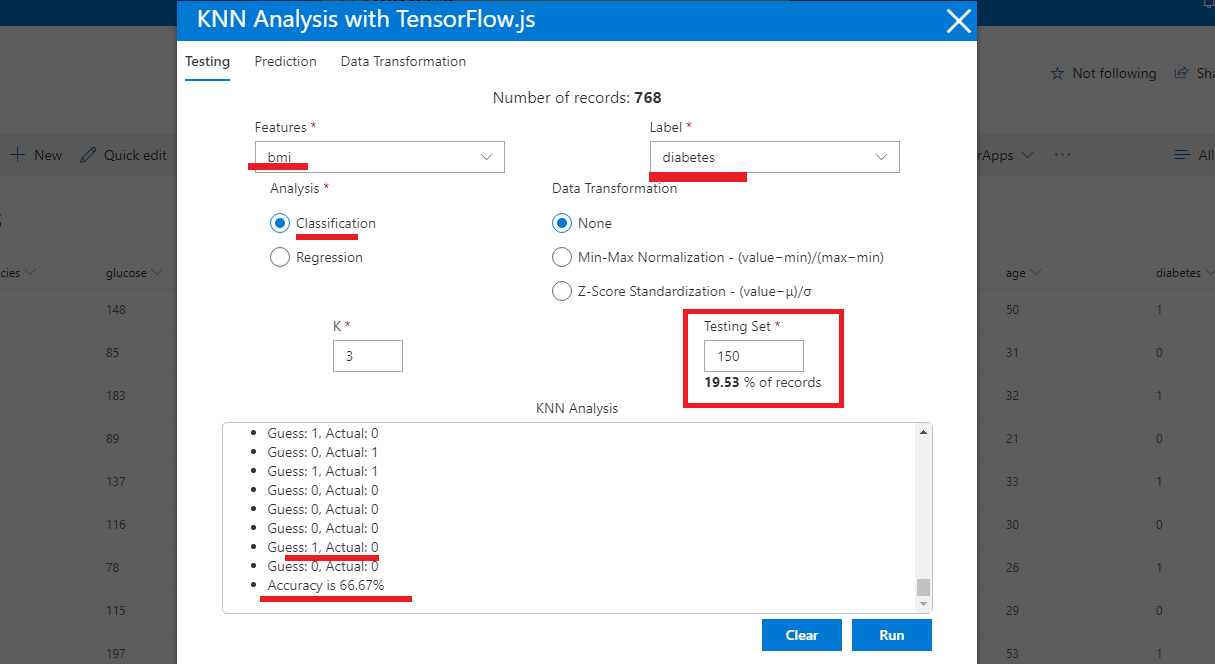 KNN Analysis with TensorFlow.js
Testing Prediction Data Transformation
Not following
Number of records: 768
Features * Label *
New Quick edit bmi diabetes rApps ··· All
Analysis * Data Transformation
Classification None
Regression Min-Max Normalization - (value−min)/(max−min)
cies glucose age diabetes
Z-Score Standardization - (value−µ)/σ
148 50 1
K * Testing Set *
85 3 150 31 0
19.53 % of records
183 32 1
KNN Analysis
Guess: 1, Actual: 0
89 21 0
Guess: 0, Actual: 1
Guess: 1, Actual: 1
137 33 1
Guess: 0, Actual: 0
Guess: 0, Actual: 0
116 30 0
Guess: 0, Actual: 0
Guess: 1, Actual: 0
78 Guess: 0, Actual: 0 26 1
Accuracy is 66.67%
115 29 0
Clear Run
197 53 1